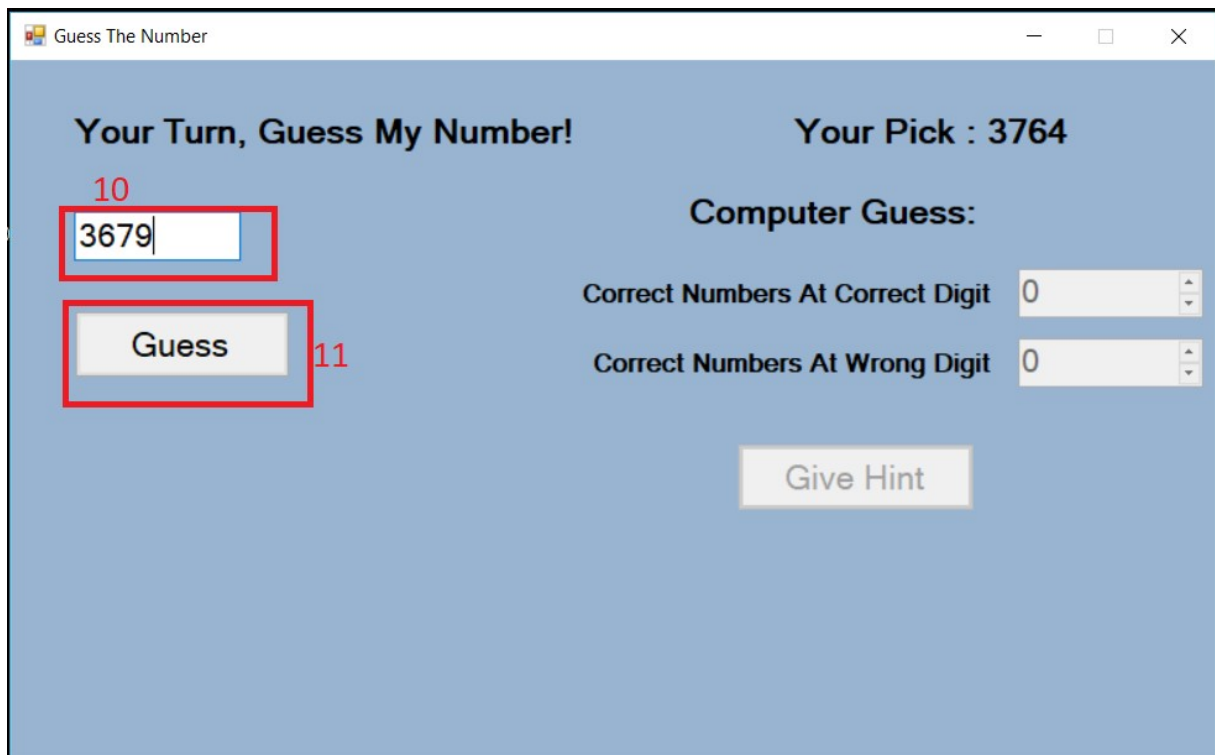 Guess The Number
Your Turn, Guess My Number!
Your Pick : 3764
10
3679
Computer Guess:
Correct Numbers At Correct Digit 0
Guess
11
Correct Numbers At Wrong Digit 0
Give Hint